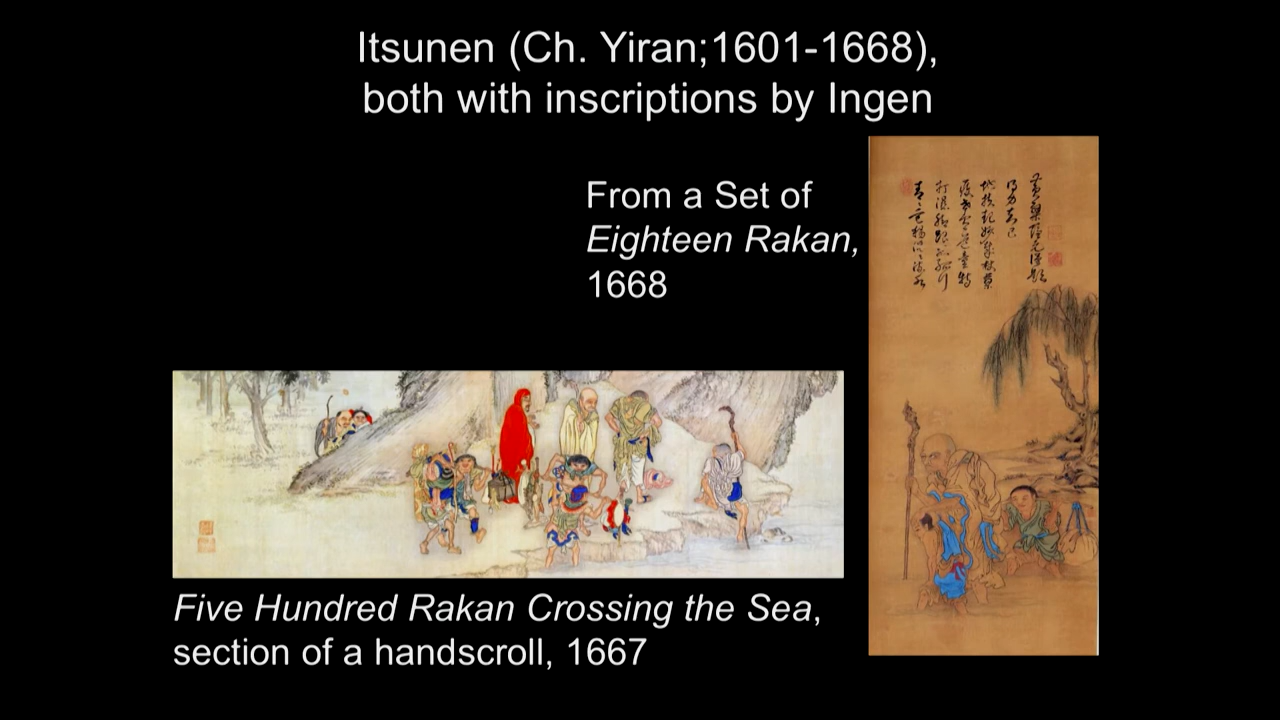 Itsunen (Ch. Yiran;1601-1668),
both with inscriptions by Ingen
From a Set of
Eighteen Rakan,
1668
Five Hundred Rakan Crossing the Sea,
section of a handscroll, 1667